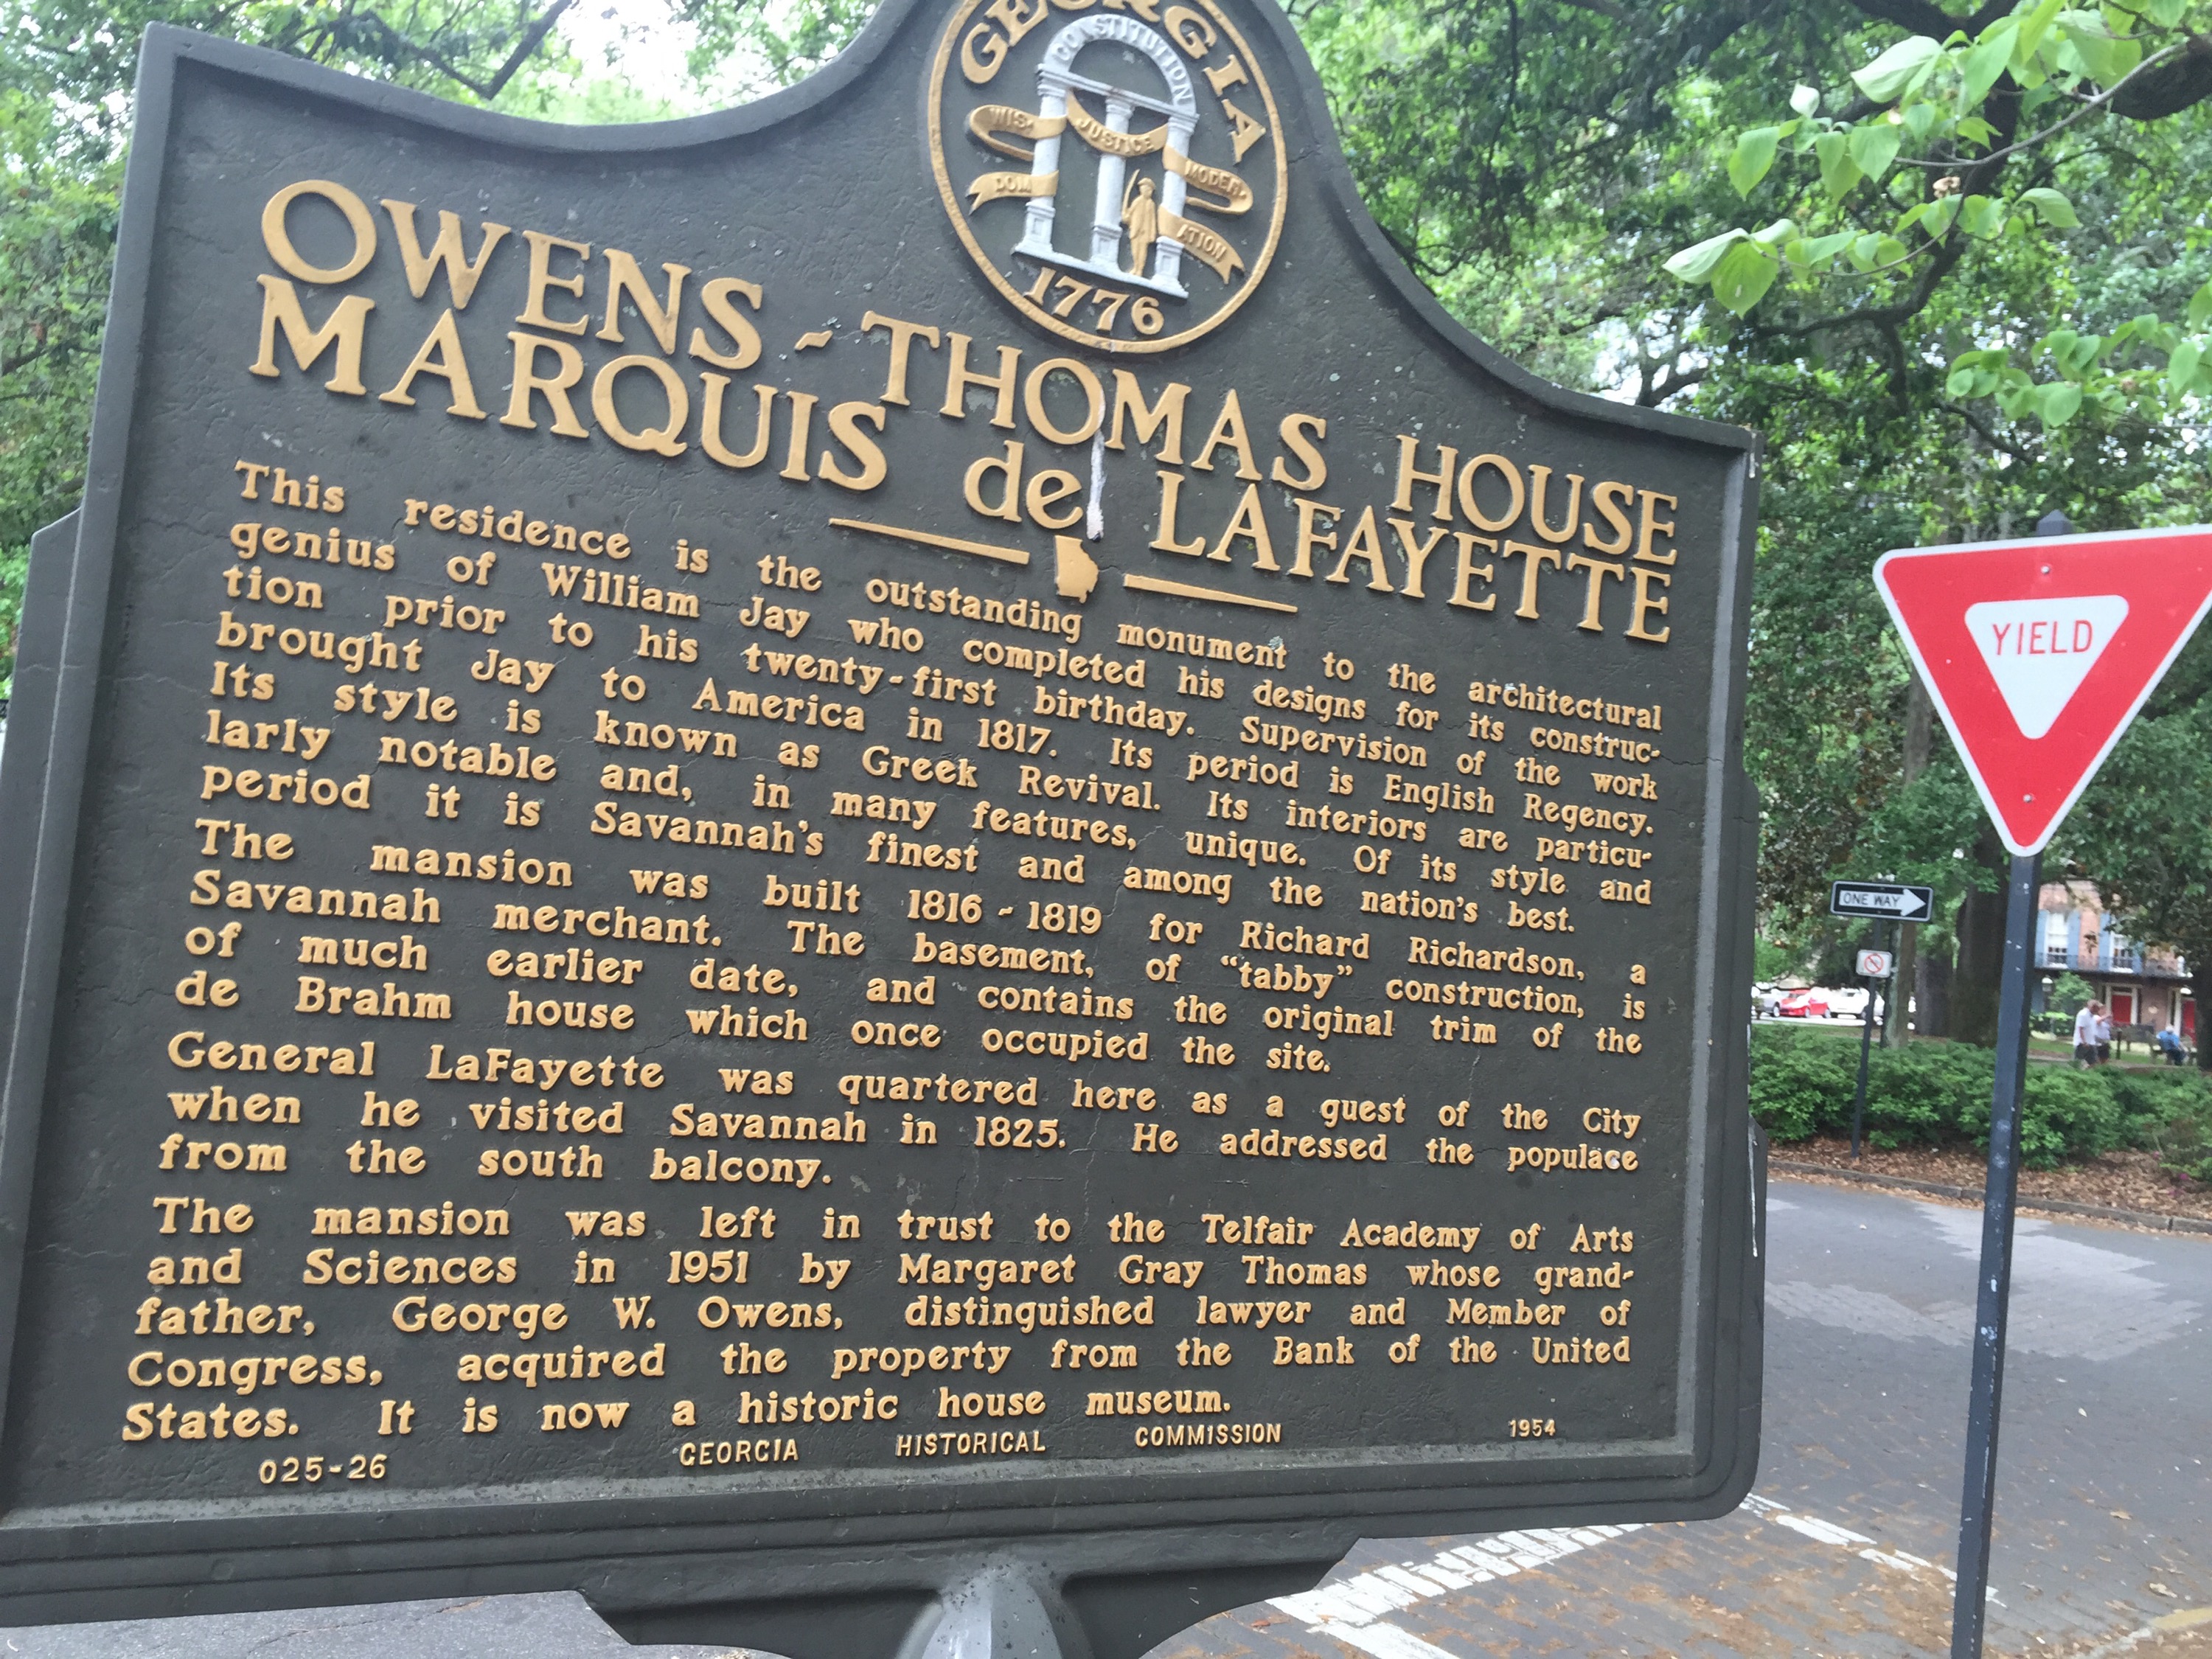 GEORGIA
CONSTITUTION
WIS-
JUSTICE
MODER
DOM
ATION
1776
OWENS - THOMAS HOUSE
MARQUIS de LAFAYETTE
This residence is the outstanding monument to the architectural
genius of William Jay who completed his designs for its construc-
tion prior to his twenty-first birthday. Supervision of the work
brought Jay to America in 1817. Its period is English Regency.
Its style is known as Greek Revival. Its interiors are particu-
larly notable and, in many features, unique. Of its style and
period it is Savannah's finest and among the nation's best.
The mansion was built 1816-1819 for Richard Richardson, a
Savannah merchant. The basement, of "tabby" construction, is
of much earlier date, and contains the original trim of the
de Brahm house which once occupied the site.
General LaFayette was quartered here as a guest of the City
when he visited Savannah in 1825. He addressed the populace
from the south balcony.
The mansion was left in trust to the Telfair Academy of Arts
and Sciences in 1951 by Margaret Gray Thomas whose grand-
father, George W. Owens, distinguished lawyer and Member of
Congress, acquired the property from the Bank of the United
States. It is now a historic house museum.
025-26 GEORGIA HISTORICAL COMMISSION 1954
YIELD
ONE WAY